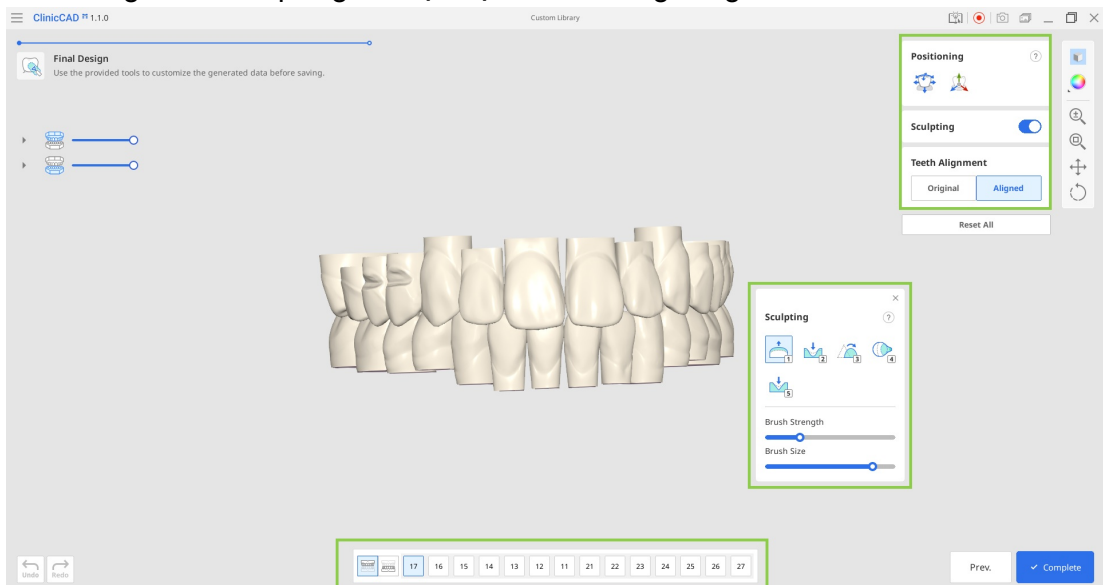 ClinicCAD 1.1.0
Custom Library
Final Design
Use the provided tools to customize the generated data before saving.
Positioning
?
Sculpting
Teeth Alignment
Original Aligned
Reset All
Sculpting
?
1 2 3 4
5
Brush Strength
Brush Size
Undo Redo
17 16 15 14 13 12 11 21 22 23 24 25 26 27
Prev. Complete